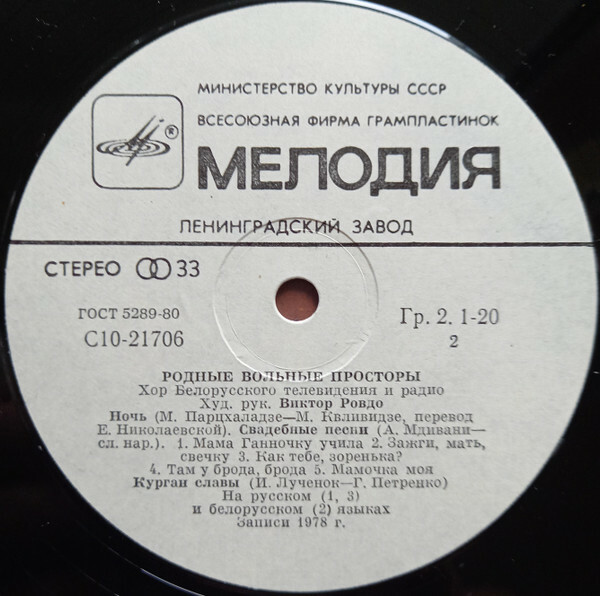 МИНИСТЕРСТВО КУЛЬТУРЫ СССР
ВСЕСОЮЗНАЯ ФИРМА ГРАМПЛАСТИНОК
®
МЕЛОДИЯ
ЛЕНИНГРАДСКИЙ ЗАВОД
СТЕРЕО 33
ГОСТ 5289-80
С10-21706
Гр. 2. 1-20
2
РОДНЫЕ ВОЛЬНЫЕ ПРОСТОРЫ
Хор Белорусского телевидения и радио
Худ. рук. Виктор Ровдо
Ночь (М. Парцхаладзе—М. Квливидзе, перевод
Е. Николаевской). Свадебные песни (А. Мдивани—
сл. нар.). 1. Мама Ганночку учила 2. Зажги, мать,
свечку 3. Как тебе, зоренька?
4. Там у брода, брода 5. Мамочка моя
Курган славы (И. Лученок—Г. Петренко)
На русском (1, 3)
и белорусском (2) языках
Записи 1978 г.